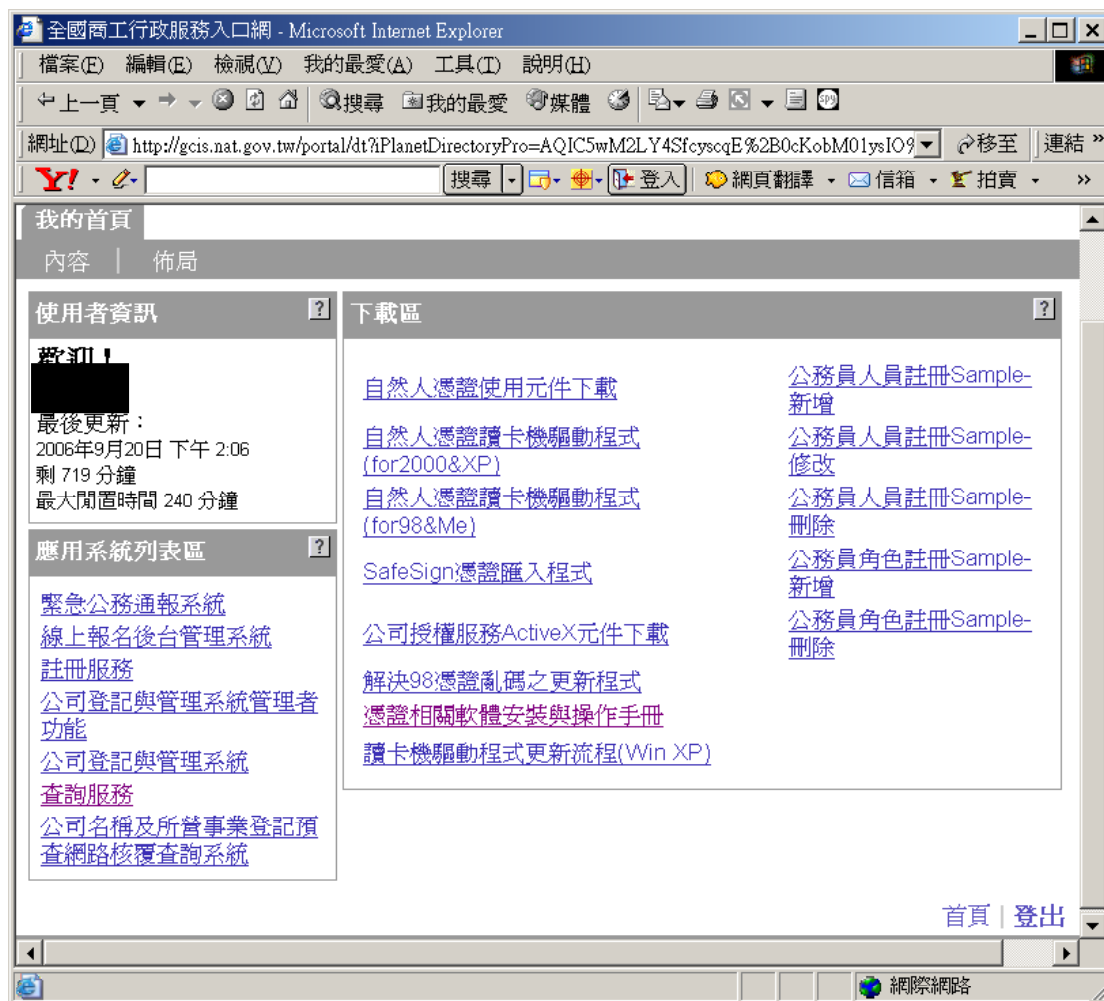 全國商工行政服務入口網 - Microsoft Internet Explorer
檔案(F) 編輯(E) 檢視(V) 我的最愛(A) 工具(T) 說明(H)
上一頁 搜尋 我的最愛 媒體
網址(D) http://gcis.nat.gov.tw/portal/dt?iPlanetDirectoryPro=AQIC5wM2LY4SfcyscqE%2B0cKobM01ysIO9 移至 連結 »
Y! 搜尋 登入 網頁翻譯 信箱 拍賣 »
我的首頁
內容 | 佈局
使用者資訊 ?
歡迎！
最後更新：
2006年9月20日 下午 2:06
剩 719 分鐘
最大閒置時間 240 分鐘
應用系統列表區 ?
緊急公務通報系統
線上報名後台管理系統
註冊服務
公司登記與管理系統管理者
功能
公司登記與管理系統
查詢服務
公司名稱及所營事業登記預
查網路核覆查詢系統
下載區 ?
自然人憑證使用元件下載
自然人憑證讀卡機驅動程式
(for2000&XP)
自然人憑證讀卡機驅動程式
(for98&Me)
SafeSign憑證匯入程式
公司授權服務ActiveX元件下載
解決98憑證亂碼之更新程式
憑證相關軟體安裝與操作手冊
讀卡機驅動程式更新流程(Win XP)
公務員人員註冊Sample-
新增
公務員人員註冊Sample-
修改
公務員人員註冊Sample-
刪除
公務員角色註冊Sample-
新增
公務員角色註冊Sample-
刪除
首頁 | 登出
網際網路